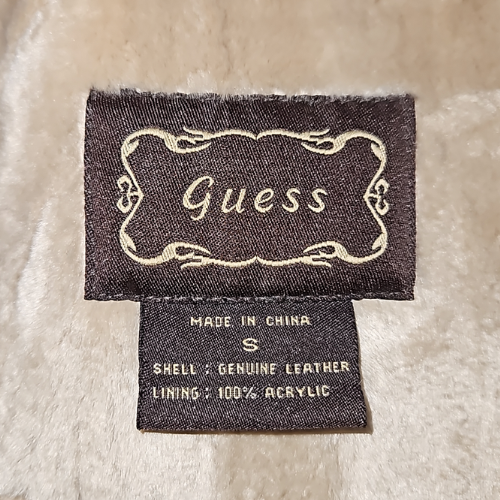 Guess
MADE IN CHINA
S
SHELL : GENUINE LEATHER
LINING : 100% ACRYLIC